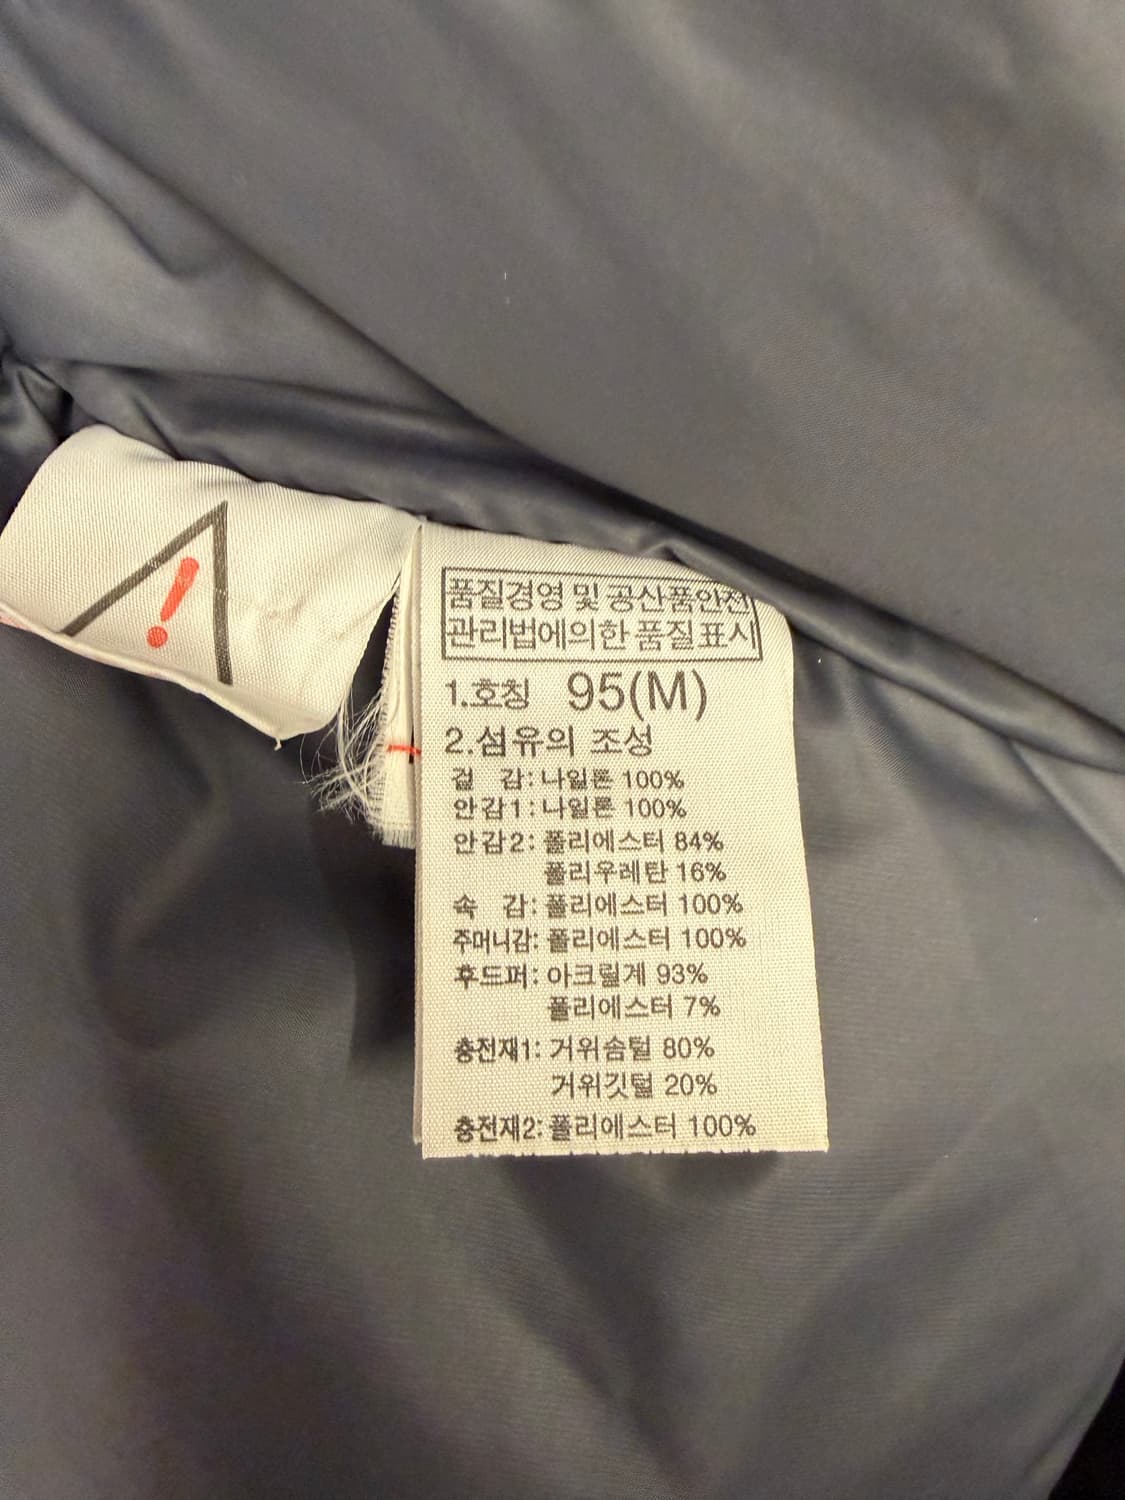 품질경영 및 공산품안전
관리법에의한 품질표시
1.호칭 95(M)
2.섬유의 조성
겉 감: 나일론 100%
안감1: 나일론 100%
안감2: 폴리에스터 84%
폴리우레탄 16%
속 감: 폴리에스터 100%
주머니감: 폴리에스터 100%
후드퍼: 아크릴계 93%
폴리에스터 7%
충전재1: 거위솜털 80%
거위깃털 20%
충전재2: 폴리에스터 100%